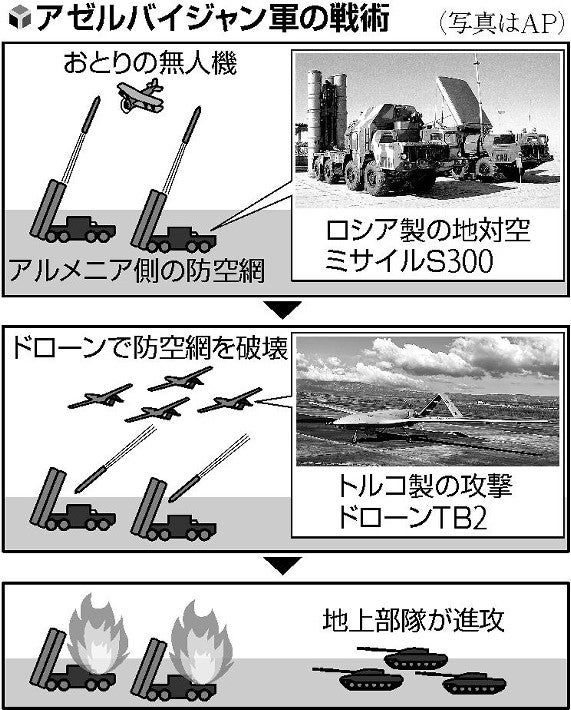 アゼルバイジャン軍の戦術
(写真はAP)
おとりの無人機
ロシア製の地対空
ミサイルS300
アルメニア側の防空網
ドローンで防空網を破壊
トルコ製の攻撃
ドローンTB2
地上部隊が進攻